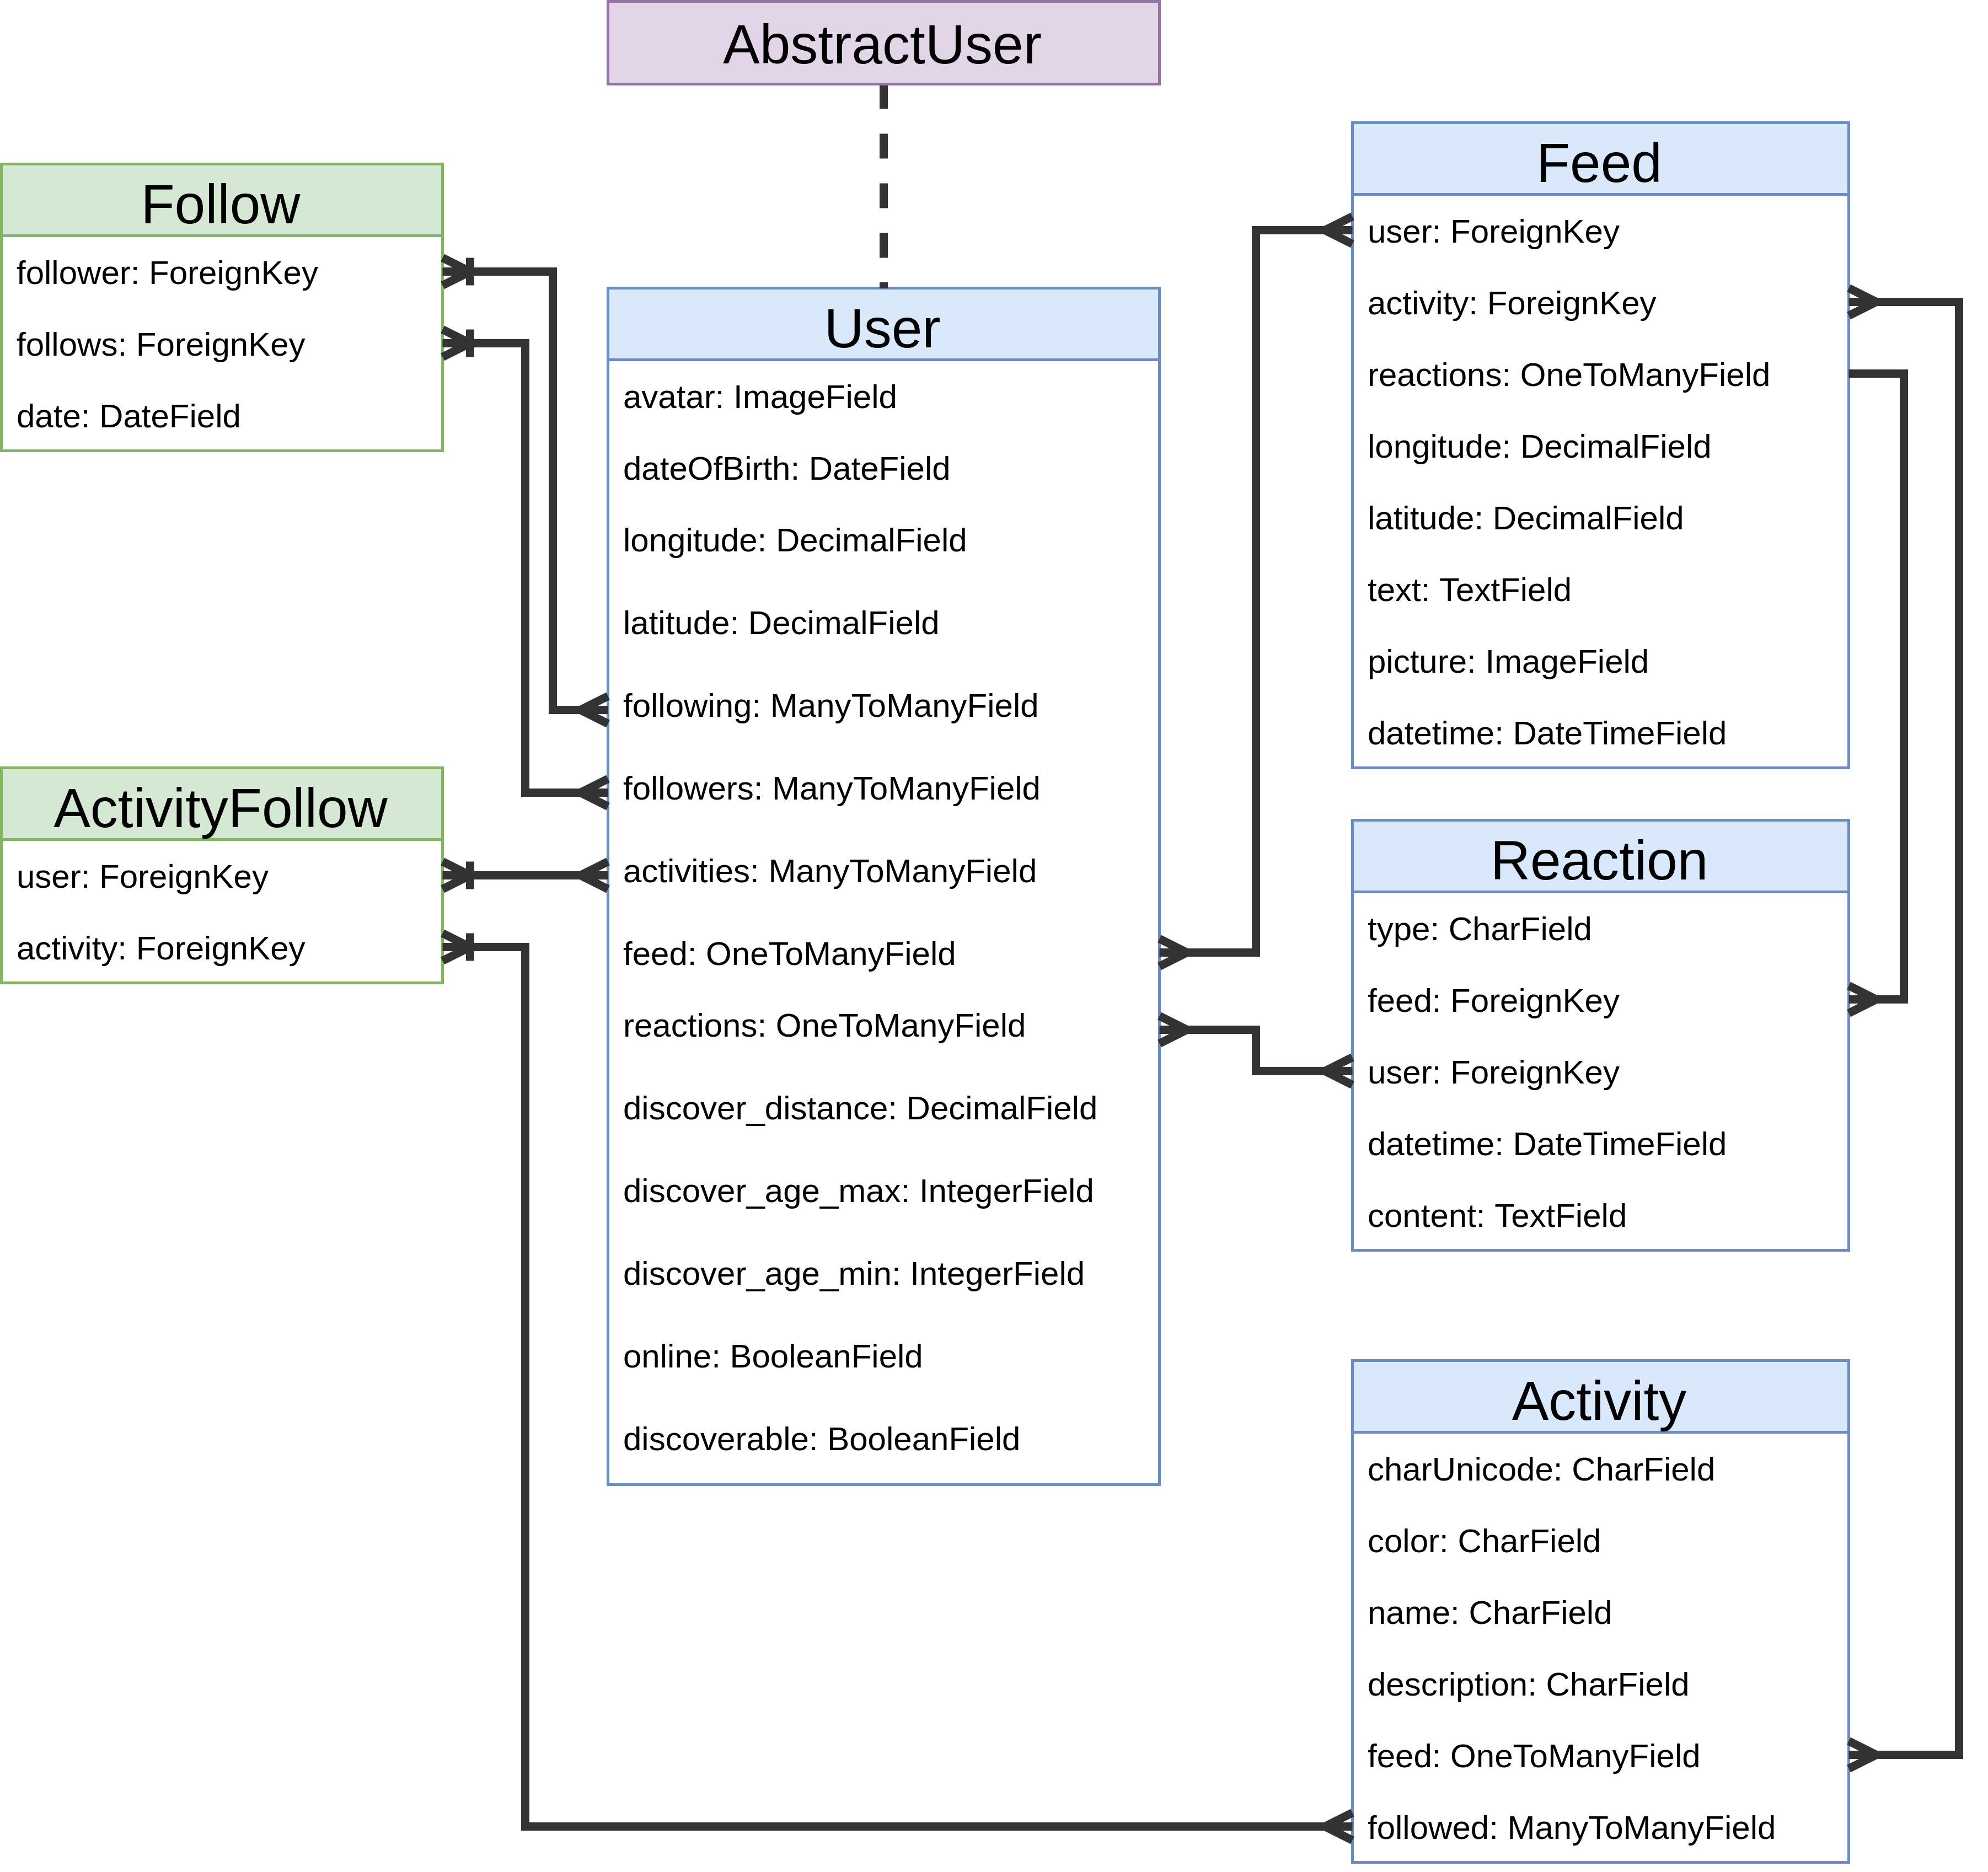 AbstractUser
Follow
follower: ForeignKey
follows: ForeignKey
date: DateField
ActivityFollow
user: ForeignKey
activity: ForeignKey
User
avatar: ImageField
dateOfBirth: DateField
longitude: DecimalField
latitude: DecimalField
following: ManyToManyField
followers: ManyToManyField
activities: ManyToManyField
feed: OneToManyField
reactions: OneToManyField
discover_distance: DecimalField
discover_age_max: IntegerField
discover_age_min: IntegerField
online: BooleanField
discoverable: BooleanField
Feed
user: ForeignKey
activity: ForeignKey
reactions: OneToManyField
longitude: DecimalField
latitude: DecimalField
text: TextField
picture: ImageField
datetime: DateTimeField
Reaction
type: CharField
feed: ForeignKey
user: ForeignKey
datetime: DateTimeField
content: TextField
Activity
charUnicode: CharField
color: CharField
name: CharField
description: CharField
feed: OneToManyField
followed: ManyToManyField